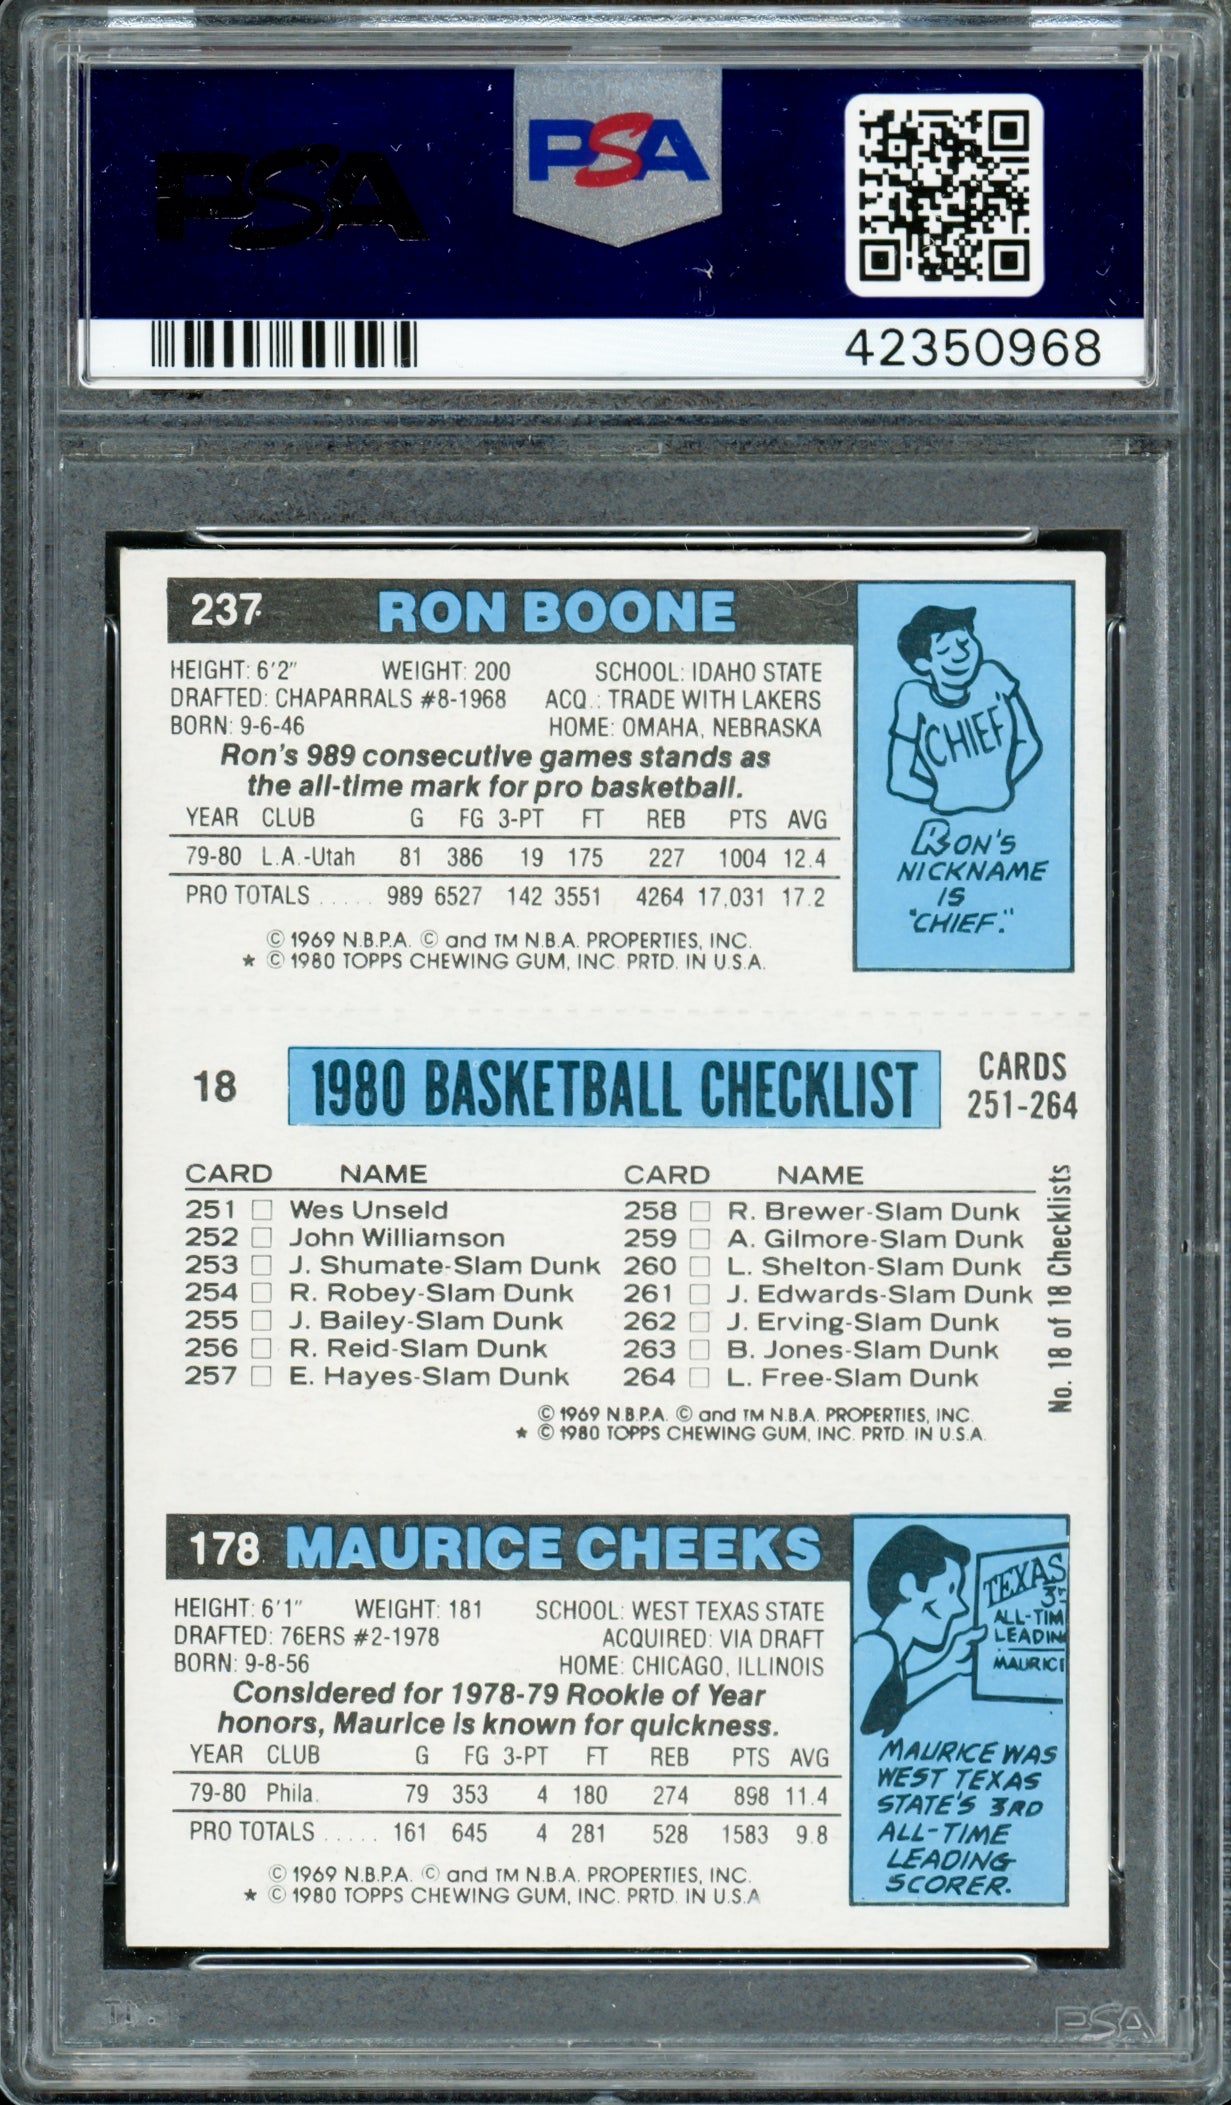 PSA
PSA
42350968
237 RON BOONE
HEIGHT: 6'2" WEIGHT: 200 SCHOOL: IDAHO STATE
DRAFTED: CHAPARRALS #8-1968 ACQ.: TRADE WITH LAKERS
BORN: 9-6-46 HOME: OMAHA, NEBRASKA
Ron's 989 consecutive games stands as
the all-time mark for pro basketball.
YEAR CLUB G FG 3-PT FT REB PTS AVG
79-80 L.A.-Utah 81 386 19 175 227 1004 12.4
PRO TOTALS ..... 989 6527 142 3551 4264 17,031 17.2
© 1969 N.B.P.A. © and TM N.B.A. PROPERTIES, INC.
★ © 1980 TOPPS CHEWING GUM, INC. PRTD. IN U.S.A.
CHIEF
RON'S
NICKNAME
IS
"CHIEF."
18 1980 BASKETBALL CHECKLIST
CARDS
251-264
CARD NAME CARD NAME
251 □ Wes Unseld 258 □ R. Brewer-Slam Dunk
252 □ John Williamson 259 □ A. Gilmore-Slam Dunk
253 □ J. Shumate-Slam Dunk 260 □ L. Shelton-Slam Dunk
254 □ R. Robey-Slam Dunk 261 □ J. Edwards-Slam Dunk
255 □ J. Bailey-Slam Dunk 262 □ J. Erving-Slam Dunk
256 □ R. Reid-Slam Dunk 263 □ B. Jones-Slam Dunk
257 □ E. Hayes-Slam Dunk 264 □ L. Free-Slam Dunk
No. 18 of 18 Checklists
© 1969 N.B.P.A. © and TM N.B.A. PROPERTIES, INC.
★ © 1980 TOPPS CHEWING GUM, INC. PRTD. IN U.S.A.
178 MAURICE CHEEKS
HEIGHT: 6'1" WEIGHT: 181 SCHOOL: WEST TEXAS STATE
DRAFTED: 76ERS #2-1978 ACQUIRED: VIA DRAFT
BORN: 9-8-56 HOME: CHICAGO, ILLINOIS
Considered for 1978-79 Rookie of Year
honors, Maurice is known for quickness.
YEAR CLUB G FG 3-PT FT REB PTS AVG
79-80 Phila. 79 353 4 180 274 898 11.4
PRO TOTALS ..... 161 645 4 281 528 1583 9.8
© 1969 N.B.P.A. © and TM N.B.A. PROPERTIES, INC.
★ © 1980 TOPPS CHEWING GUM, INC. PRTD. IN U.S.A
TEXAS
ALL-TIM
LEADIN
MAURICE
MAURICE WAS
WEST TEXAS
STATE'S 3RD
ALL-TIME
LEADING
SCORER.
PSA